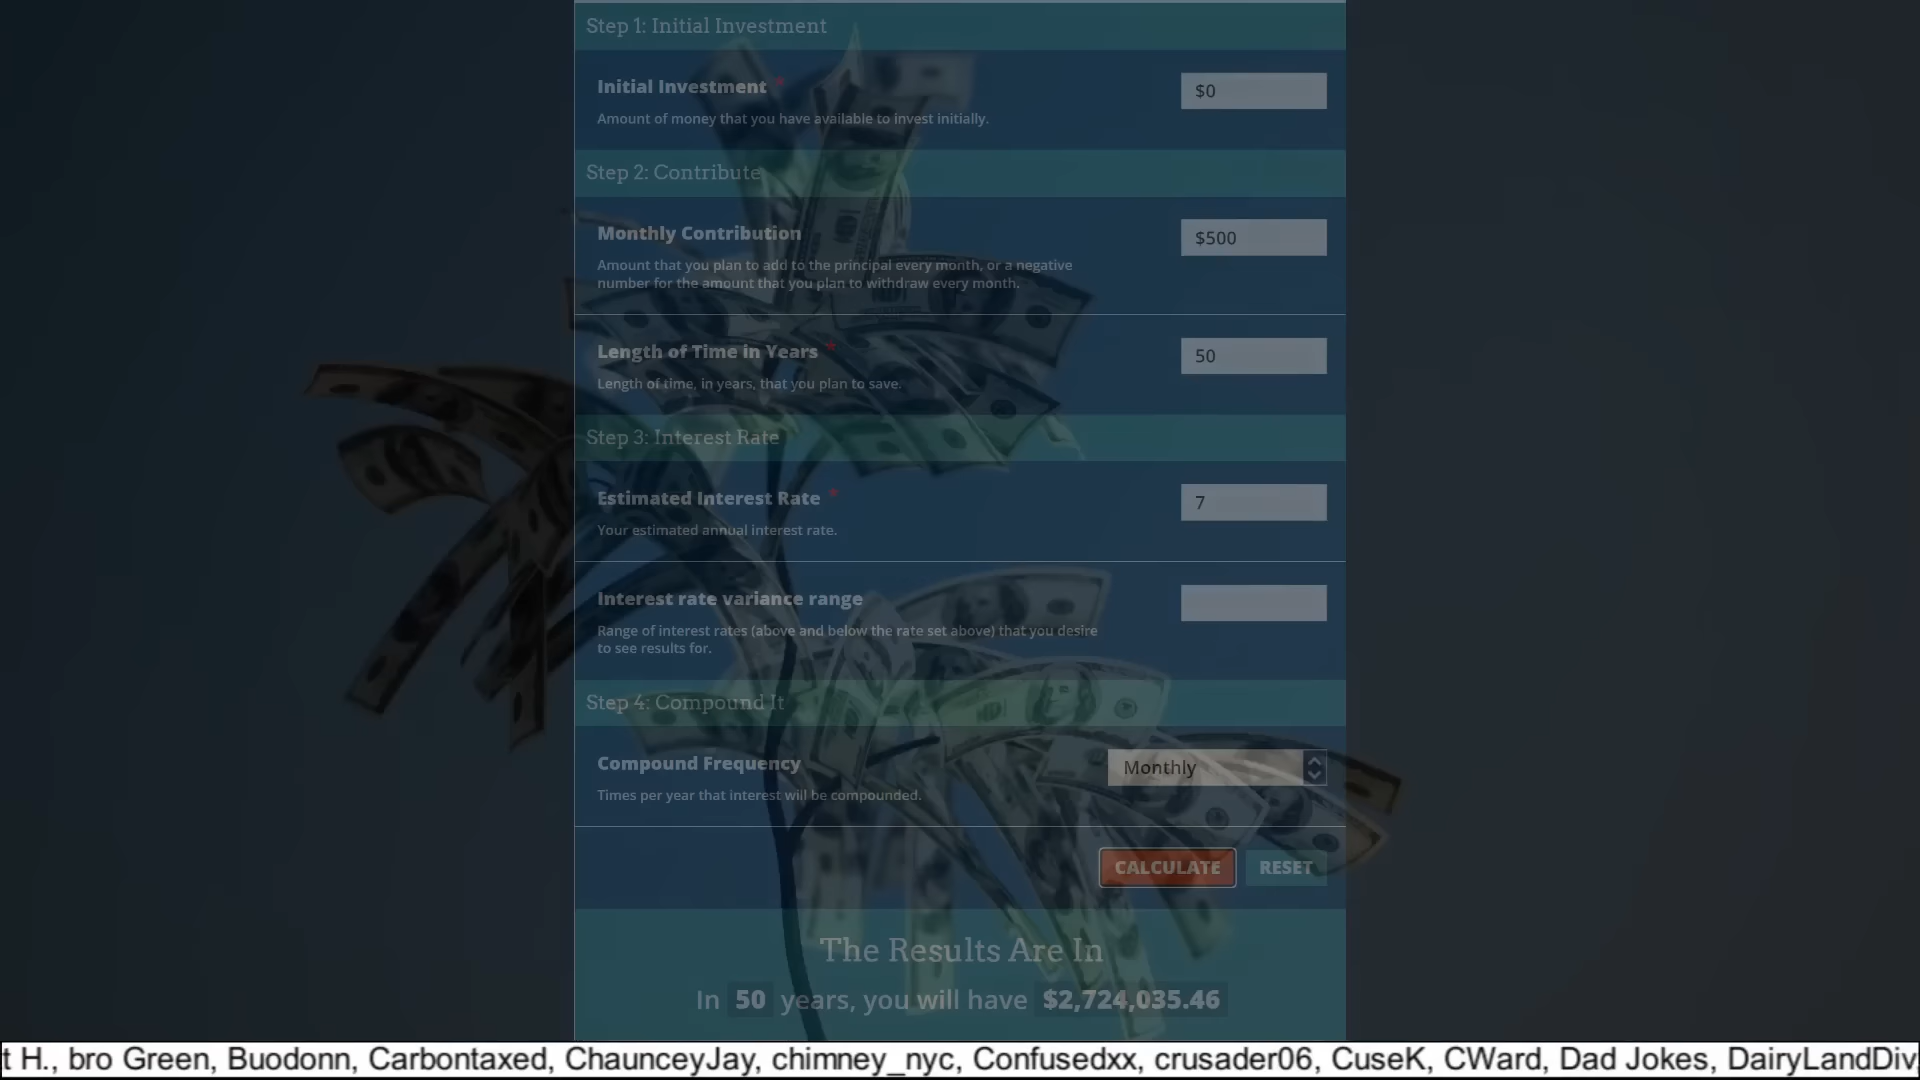 Step 1: Initial Investment
Initial Investment *
$0
Amount of money that you have available to invest initially.
Step 2: Contribute
Monthly Contribution
$500
Amount that you plan to add to the principal every month, or a negative
number for the amount that you plan to withdraw every month.
Length of Time in Years *
50
Length of time, in years, that you plan to save.
Step 3: Interest Rate
Estimated Interest Rate *
7
Your estimated annual interest rate.
Interest rate variance range
Range of interest rates (above and below the rate set above) that you desire
to see results for.
Step 4: Compound It
Compound Frequency
Monthly
Times per year that interest will be compounded.
CALCULATE RESET
The Results Are In
In 50 years, you will have $2,724,035.46
t H., bro Green, Buodonn, Carbontaxed, ChaunceyJay, chimney_nyc, Confusedxx, crusader06, CuseK, CWard, Dad Jokes, DairyLandDiv